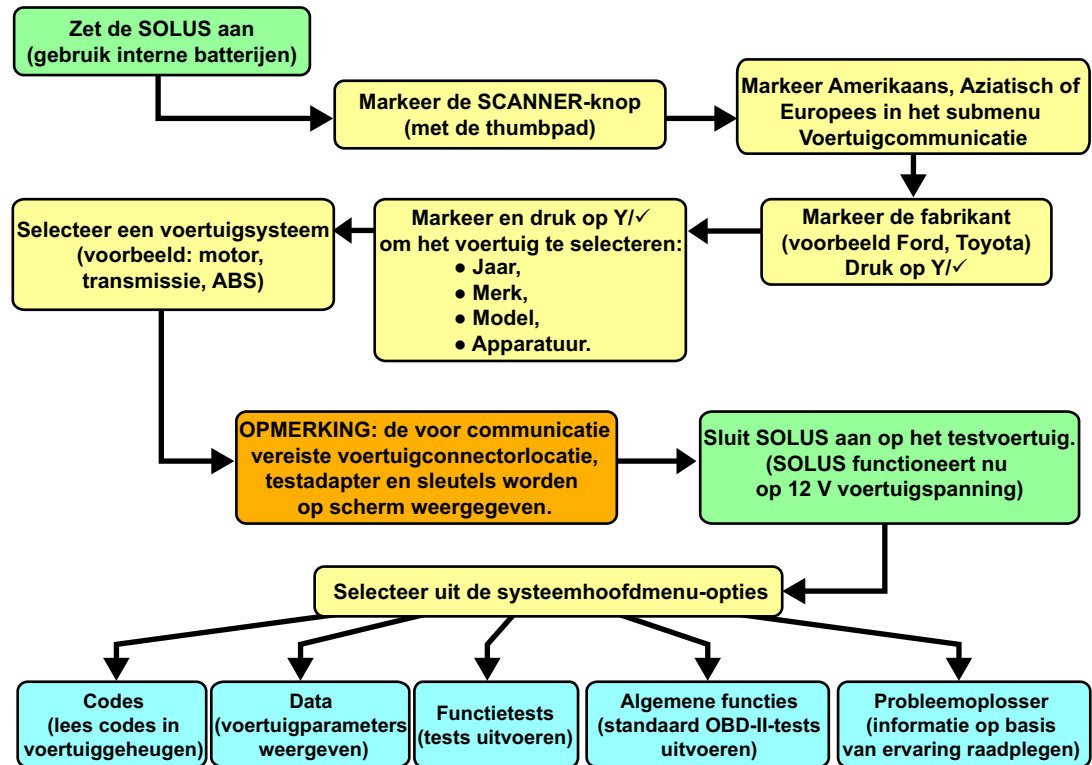 Zet de SOLUS aan
(gebruik interne batterijen)
Markeer de SCANNER-knop
(met de thumbpad)
Markeer Amerikaans, Aziatisch of
Europees in het submenu
Voertuigcommunicatie
Markeer de fabrikant
(voorbeeld Ford, Toyota)
Druk op Y/✓
Markeer en druk op Y/✓
om het voertuig te selecteren:
● Jaar,
● Merk,
● Model,
● Apparatuur.
Selecteer een voertuigsysteem
(voorbeeld: motor,
transmissie, ABS)
OPMERKING: de voor communicatie
vereiste voertuigconnectorlocatie,
testadapter en sleutels worden
op scherm weergegeven.
Sluit SOLUS aan op het testvoertuig.
(SOLUS functioneert nu
op 12 V voertuigspanning)
Selecteer uit de systeemhoofdmenu-opties
Codes
(lees codes in
voertuiggeheugen)
Data
(voertuigparameters
weergeven)
Functietests
(tests uitvoeren)
Algemene functies
(standaard OBD-II-tests
uitvoeren)
Probleemoplosser
(informatie op basis
van ervaring raadplegen)